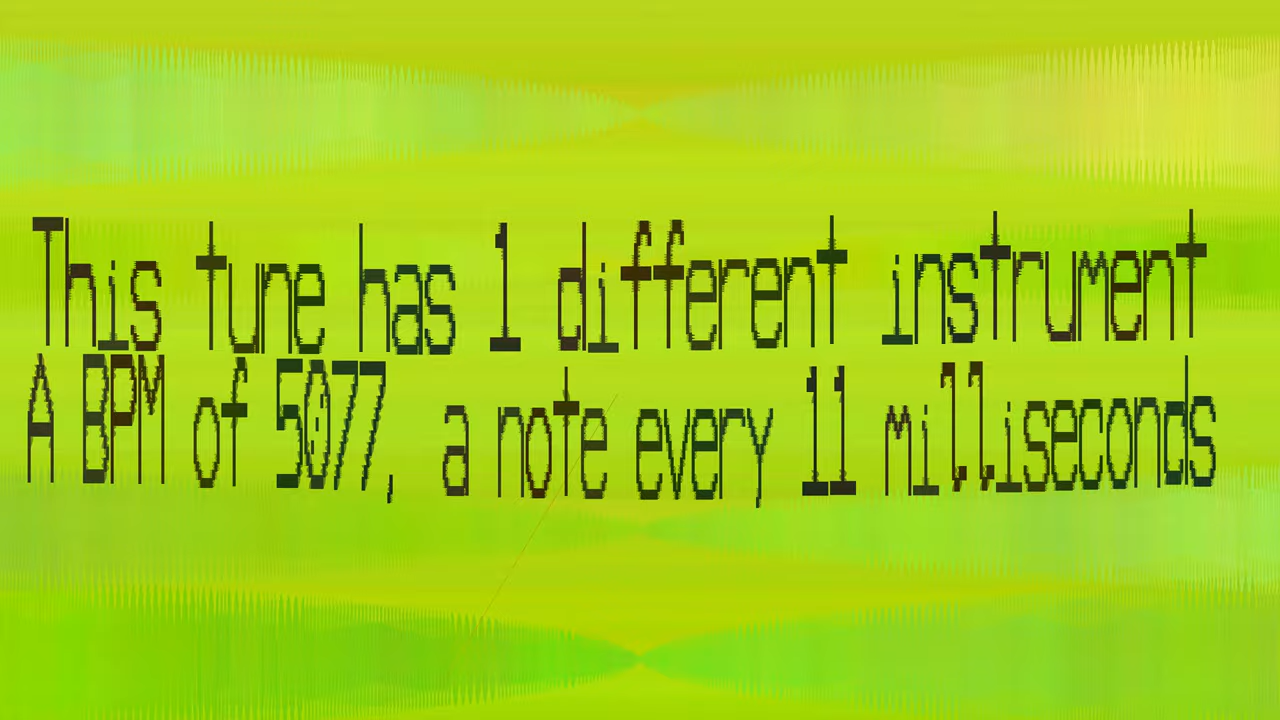 This tune has 1 different instrument
A BPM of 5077, a note every 11 milliseconds